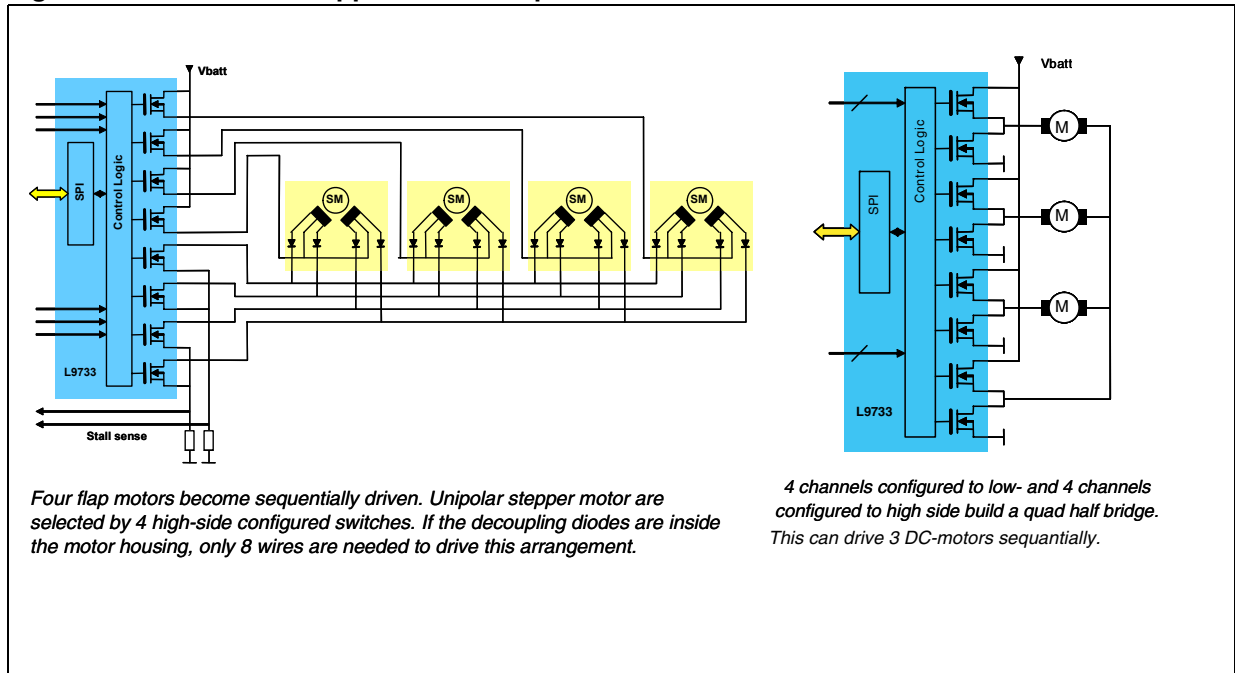 Vbatt
SPI
Control Logic
L9733
Stall sense
SM
SM
SM
SM
Four flap motors become sequentially driven. Unipolar stepper motor are
selected by 4 high-side configured switches. If the decoupling diodes are inside
the motor housing, only 8 wires are needed to drive this arrangement.
Vbatt
SPI
Control Logic
L9733
M
M
M
4 channels configured to low- and 4 channels
configured to high side build a quad half bridge.
This can drive 3 DC-motors sequantially.